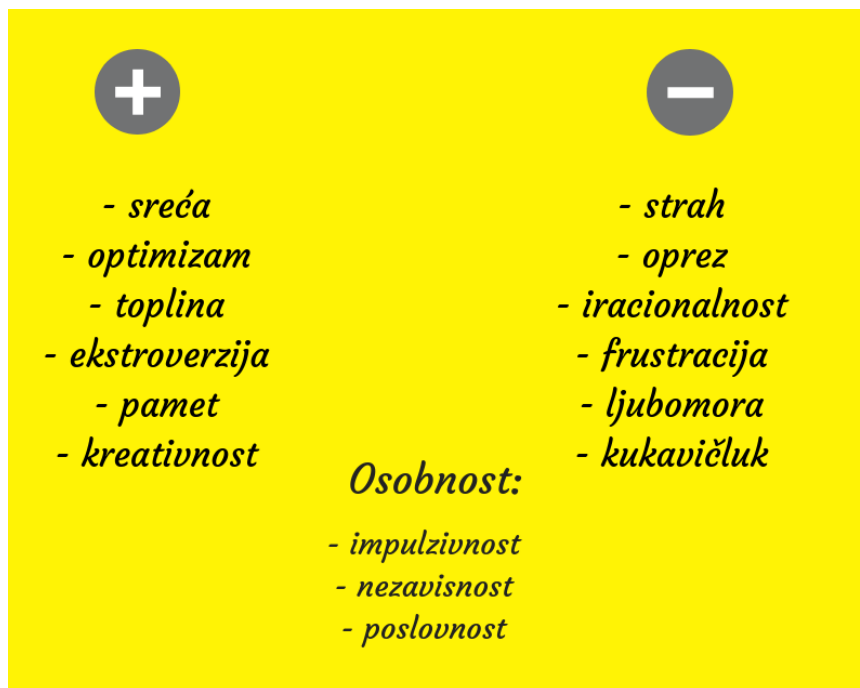 - sreća
- optimizam
- toplina
- ekstroverzija
- pamet
- kreativnost
- strah
- oprez
- iracionalnost
- frustracija
- ljubomora
- kukavičluk
Osobnost:
- impulzivnost
- nezavisnost
- poslovnost